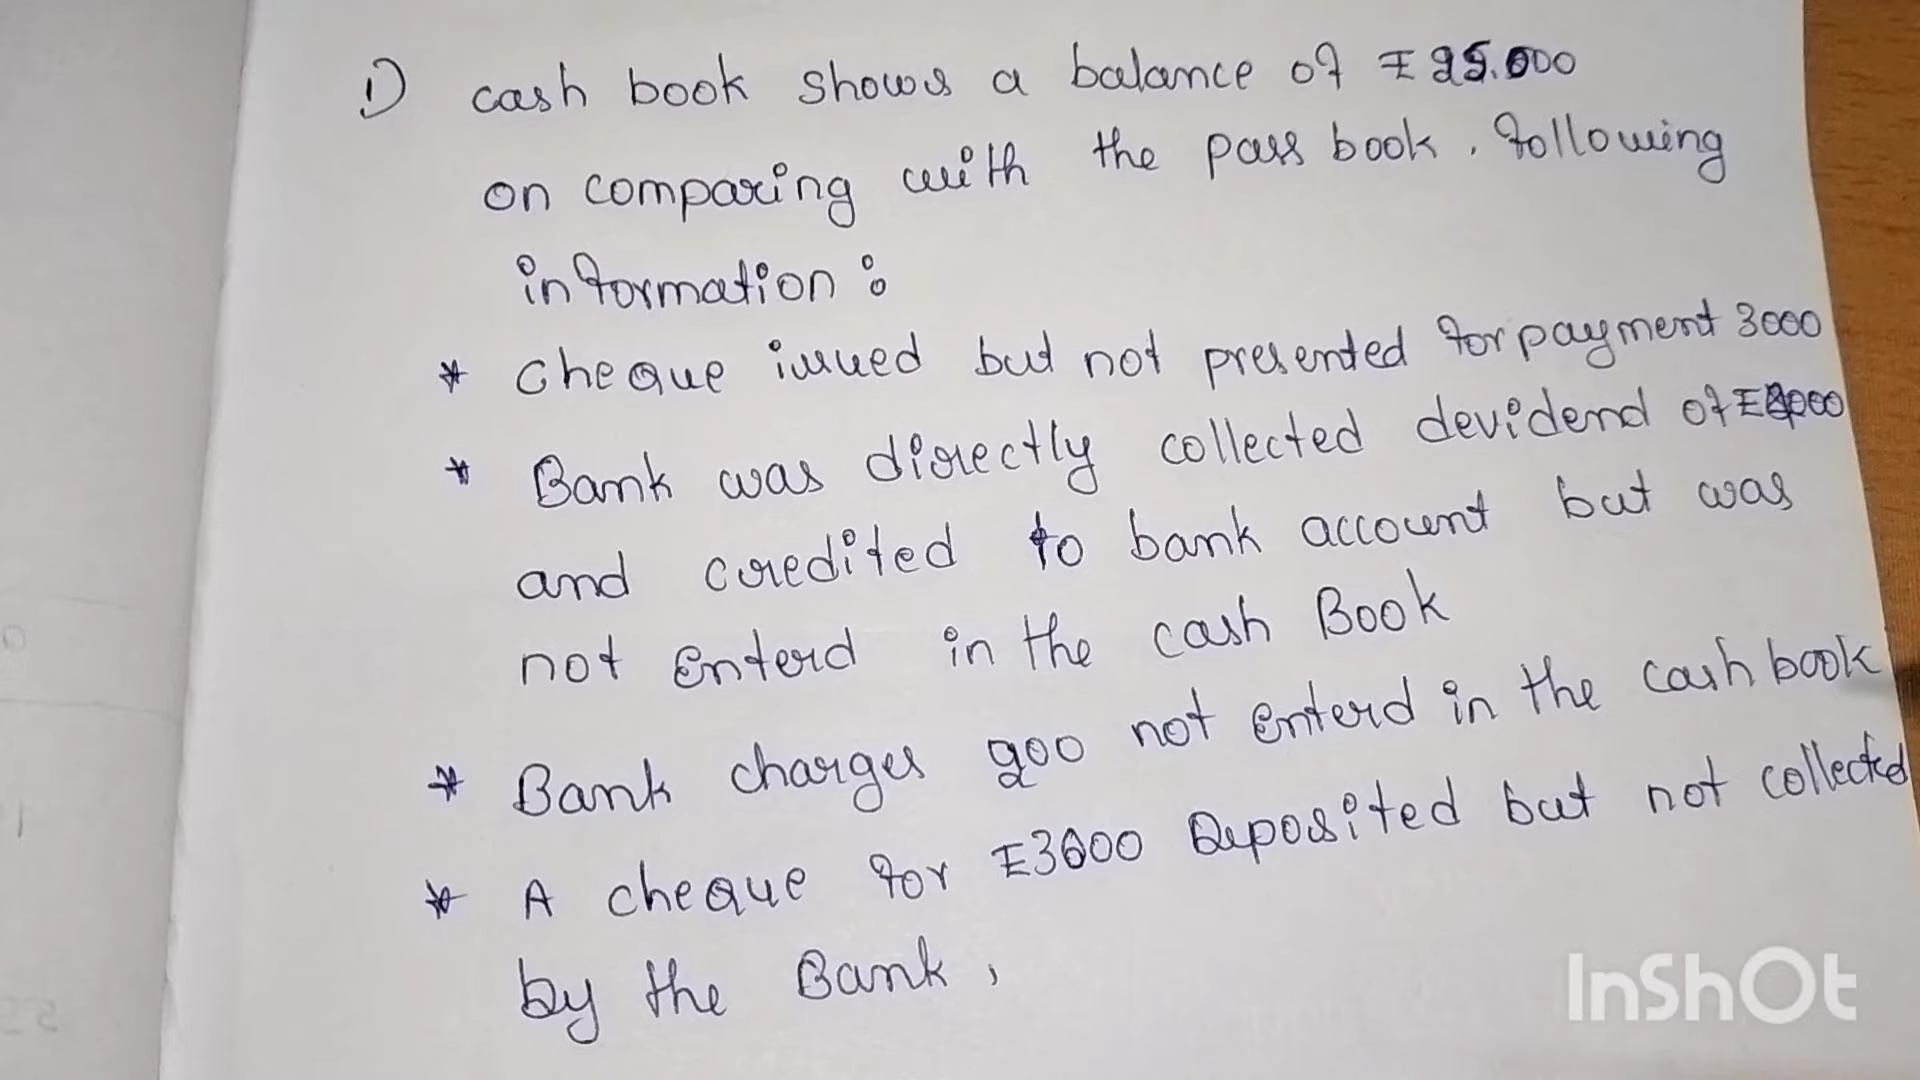 1) cash book shows a balance of ₹ 25.000
on comparing with the pass book, following
information :
* cheque issued but not presented for payment 3000
* Bank was directly collected devidend of
and credited to bank account but was
not Enterd in the cash Book
* Bank charges 200 not Enterd in the cash book
* A cheque for ₹3000 Deposited but not collected
by the Bank,
InShOt